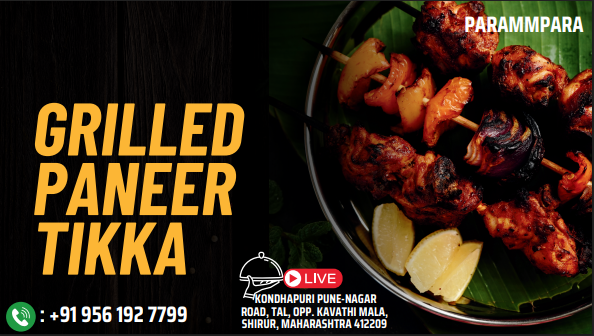 PARAMMPARA
GRILLED
PANEER
TIKKA
LIVE
KONDHAPURI PUNE-NAGAR
ROAD, TAL, OPP. KAVATHI MALA,
SHIRUR, MAHARASHTRA 412209
: +91 956 192 7799